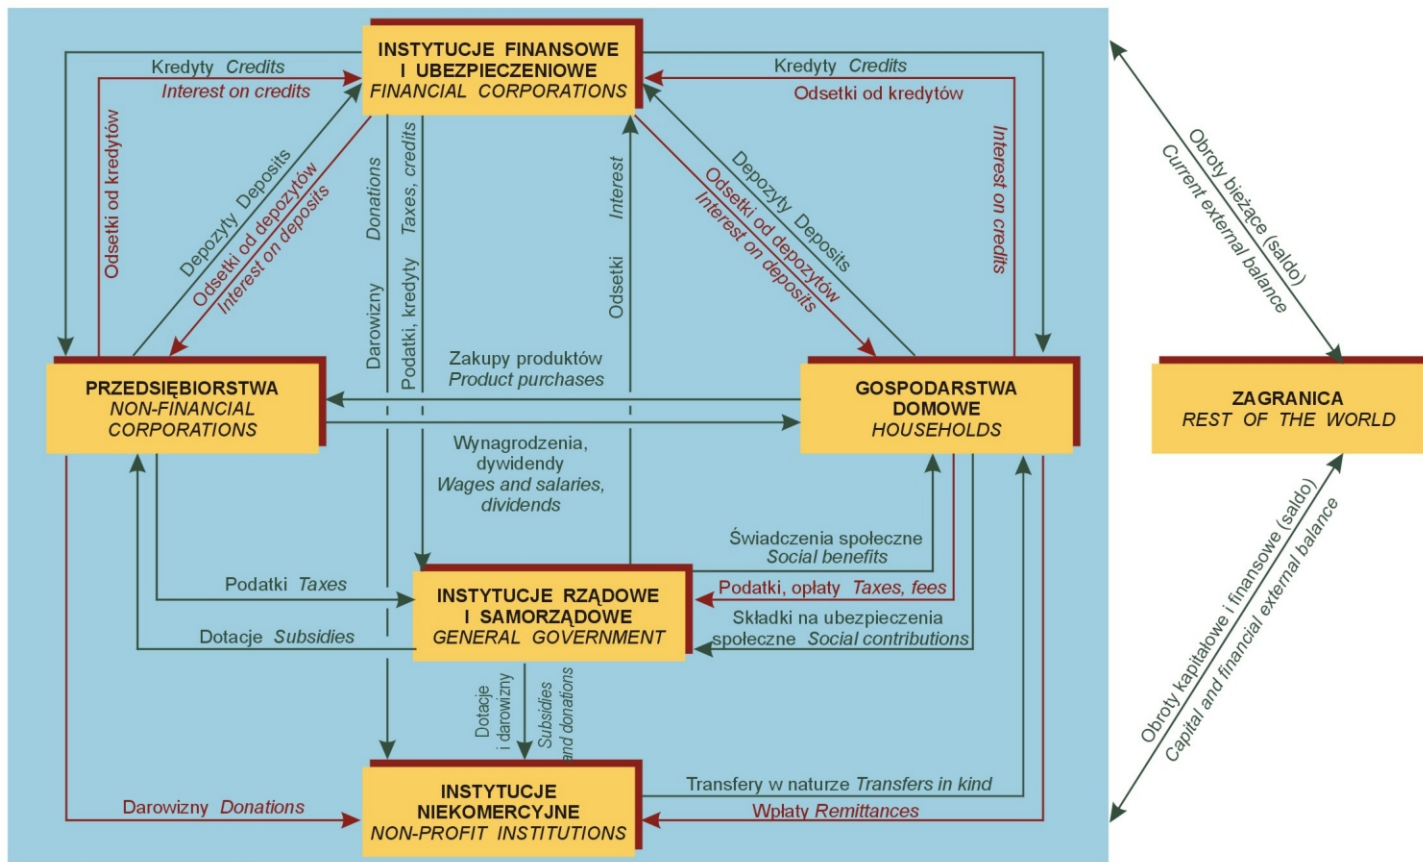 INSTYTUCJE FINANSOWE
I UBEZPIECZENIOWE
FINANCIAL CORPORATIONS
Kredyty Credits
Interest on credits
Odsetki od kredytów
Depozyty Deposits
Odsetki od depozytów
Interest on deposits
Darowizny Donations
Podatki, kredyty Taxes, credits
Odsetki Interest
Kredyty Credits
Odsetki od kredytów
Interest on credits
Depozyty Deposits
Odsetki od depozytów
Interest on deposits
Obroty bieżące (saldo)
Current external balance
PRZEDSIĘBIORSTWA
NON-FINANCIAL
CORPORATIONS
Zakupy produktów
Product purchases
Wynagrodzenia,
dywidendy
Wages and salaries,
dividends
GOSPODARSTWA
DOMOWE
HOUSEHOLDS
ZAGRANICA
REST OF THE WORLD
Podatki Taxes
Dotacje Subsidies
INSTYTUCJE RZĄDOWE
I SAMORZĄDOWE
GENERAL GOVERNMENT
Świadczenia społeczne
Social benefits
Podatki, opłaty Taxes, fees
Składki na ubezpieczenia
społeczne Social contributions
Obroty kapitałowe i finansowe (saldo)
Capital and financial external balance
Dotacje
i darowizny
Subsidies
and donations
INSTYTUCJE
NIEKOMERCYJNE
NON-PROFIT INSTITUTIONS
Darowizny Donations
Transfery w naturze Transfers in kind
Wpłaty Remittances